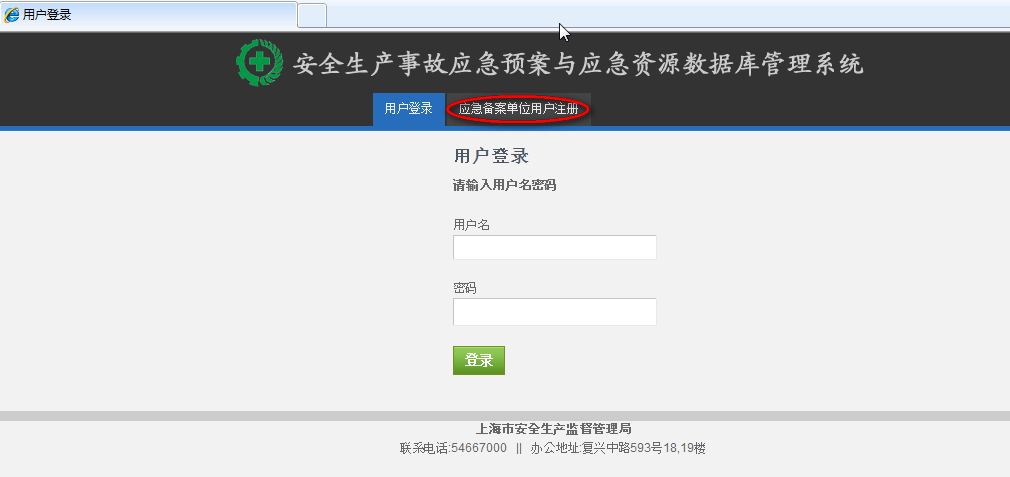 用户登录
安全生产事故应急预案与应急资源数据库管理系统
用户登录 应急备案单位用户注册
用户登录
请输入用户名密码
用户名
密码
登录
上海市安全生产监督管理局
联系电话:54667000 || 办公地址:复兴中路593号18,19楼